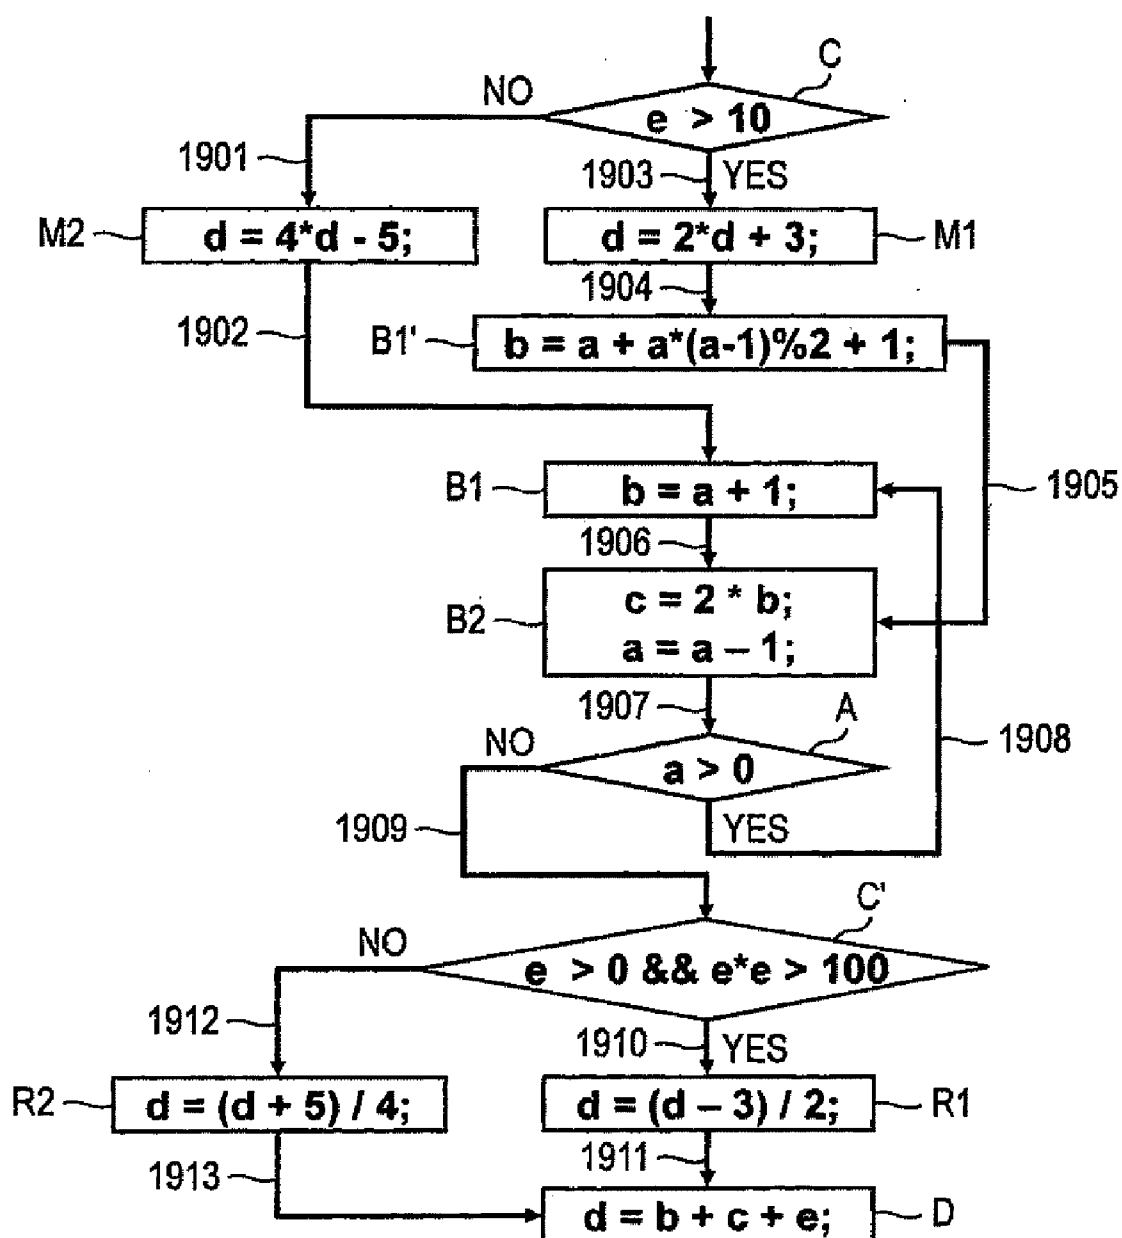 C
NO
e > 10
1901
1903
YES
M2
d = 4*d - 5;
d = 2*d + 3;
M1
1904
1902
B1'
b = a + a*(a-1)%2 + 1;
B1
b = a + 1;
1905
1906
B2
c = 2 * b;
a = a – 1;
1907
A
NO
1908
a > 0
1909
YES
C'
NO
e > 0 && e*e > 100
1912
1910
YES
R2
d = (d + 5) / 4;
d = (d – 3) / 2;
R1
1911
1913
d = b + c + e;
D